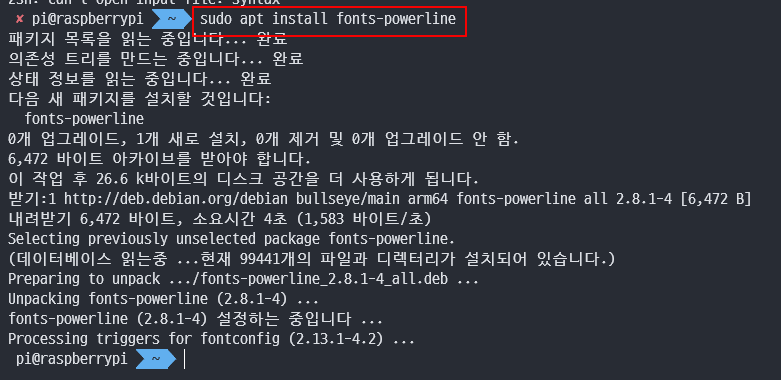 zsh: can't open input file: syntax
✘ pi@raspberrypi ~ sudo apt install fonts-powerline
패키지 목록을 읽는 중입니다... 완료
의존성 트리를 만드는 중입니다... 완료
상태 정보를 읽는 중입니다... 완료
다음 새 패키지를 설치할 것입니다:
fonts-powerline
0개 업그레이드, 1개 새로 설치, 0개 제거 및 0개 업그레이드 안 함.
6,472 바이트 아카이브를 받아야 합니다.
이 작업 후 26.6 k바이트의 디스크 공간을 더 사용하게 됩니다.
받기:1 http://deb.debian.org/debian bullseye/main arm64 fonts-powerline all 2.8.1-4 [6,472 B]
내려받기 6,472 바이트, 소요시간 4초 (1,583 바이트/초)
Selecting previously unselected package fonts-powerline.
(데이터베이스 읽는중 ...현재 99441개의 파일과 디렉터리가 설치되어 있습니다.)
Preparing to unpack .../fonts-powerline_2.8.1-4_all.deb ...
Unpacking fonts-powerline (2.8.1-4) ...
fonts-powerline (2.8.1-4) 설정하는 중입니다 ...
Processing triggers for fontconfig (2.13.1-4.2) ...
pi@raspberrypi ~